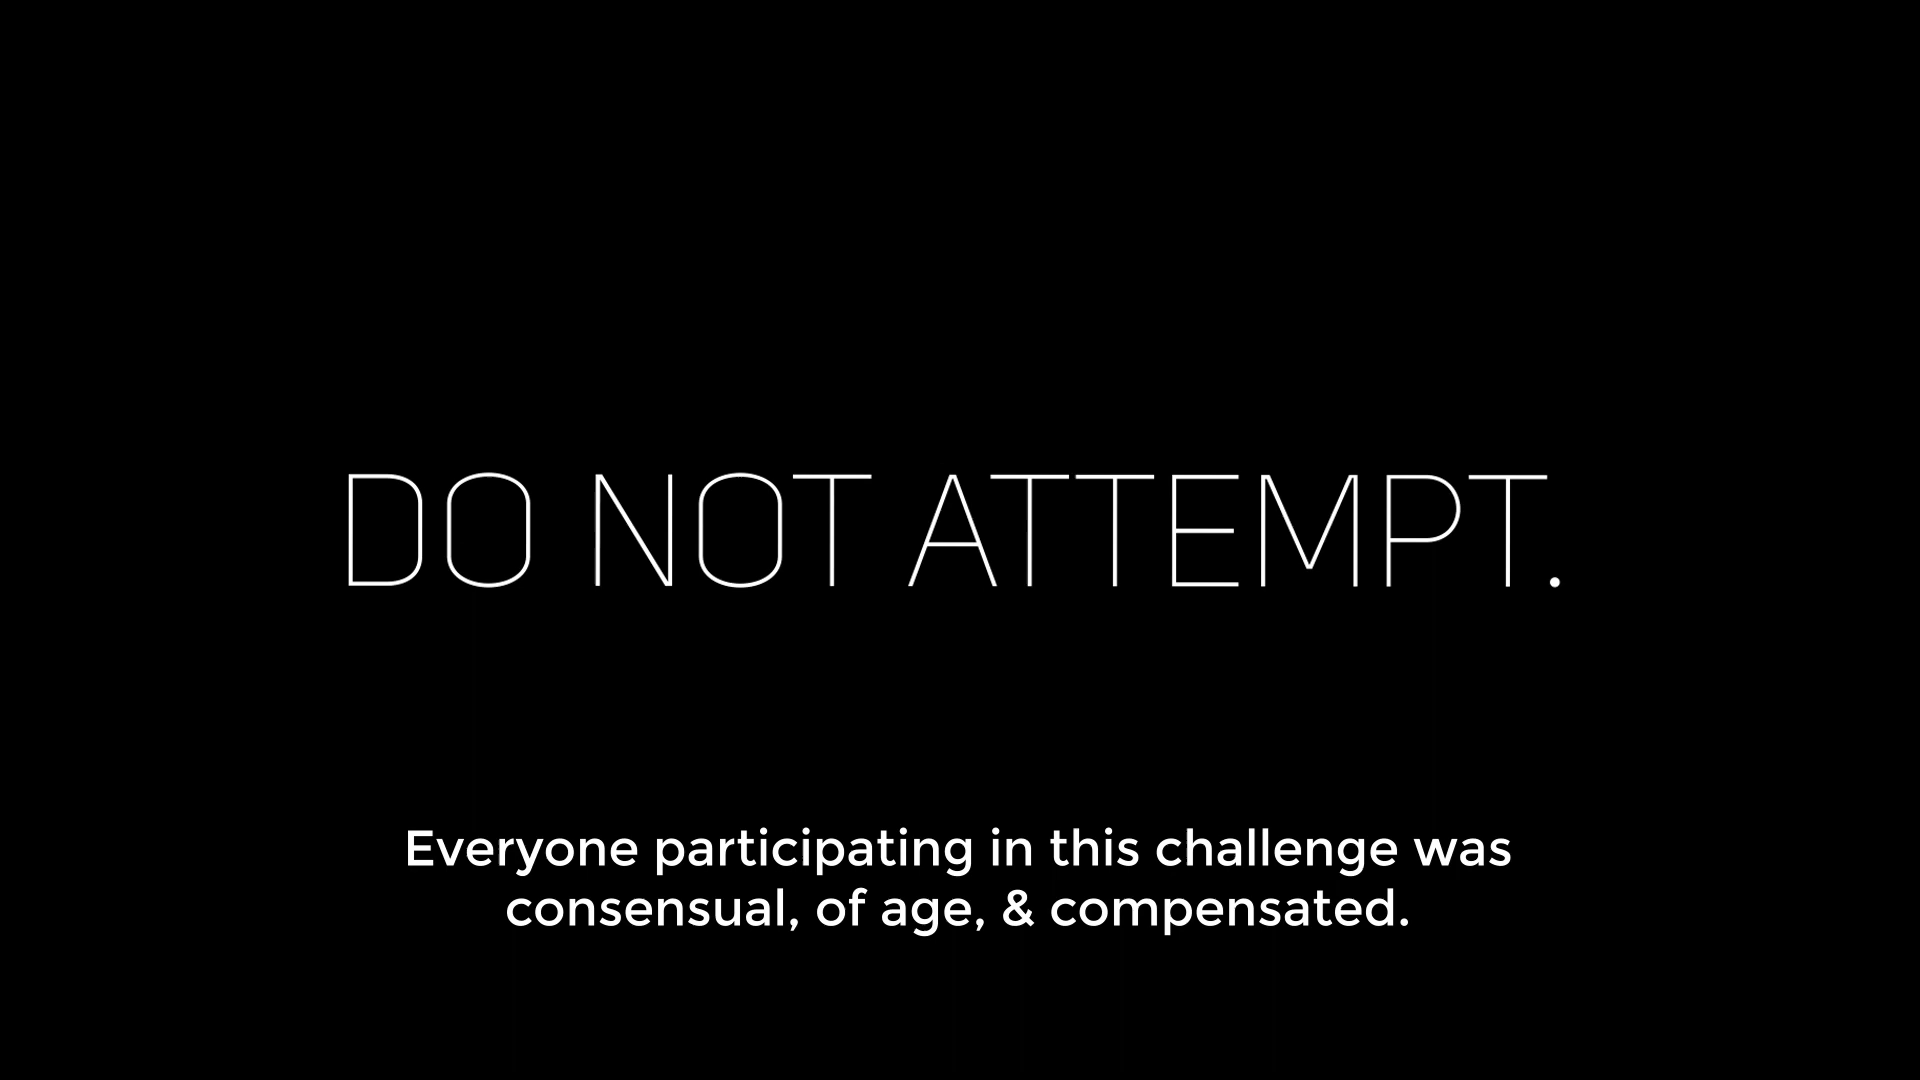 DO NOT ATTEMPT.
Everyone participating in this challenge was
consensual, of age, & compensated.